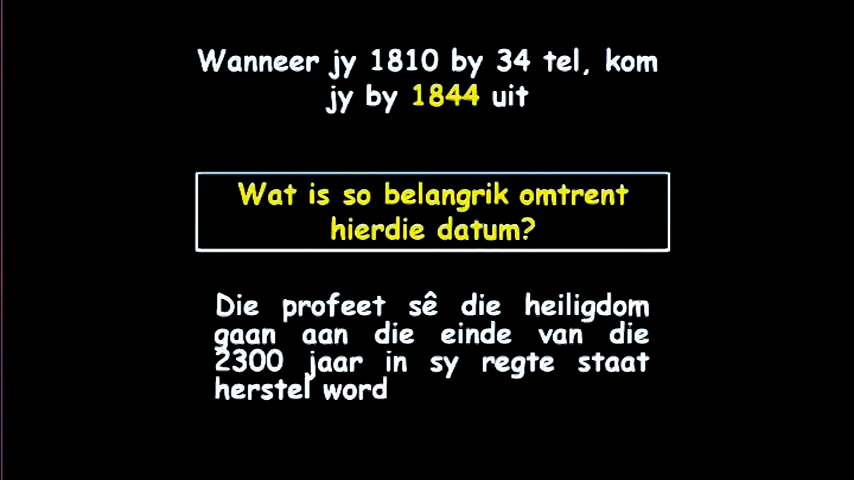 Wanneer jy 1810 by 34 tel, kom
jy by 1844 uit
Wat is so belangrik omtrent
hierdie datum?
Die profeet sê die heiligdom
gaan aan die einde van die
2300 jaar in sy regte staat
herstel word